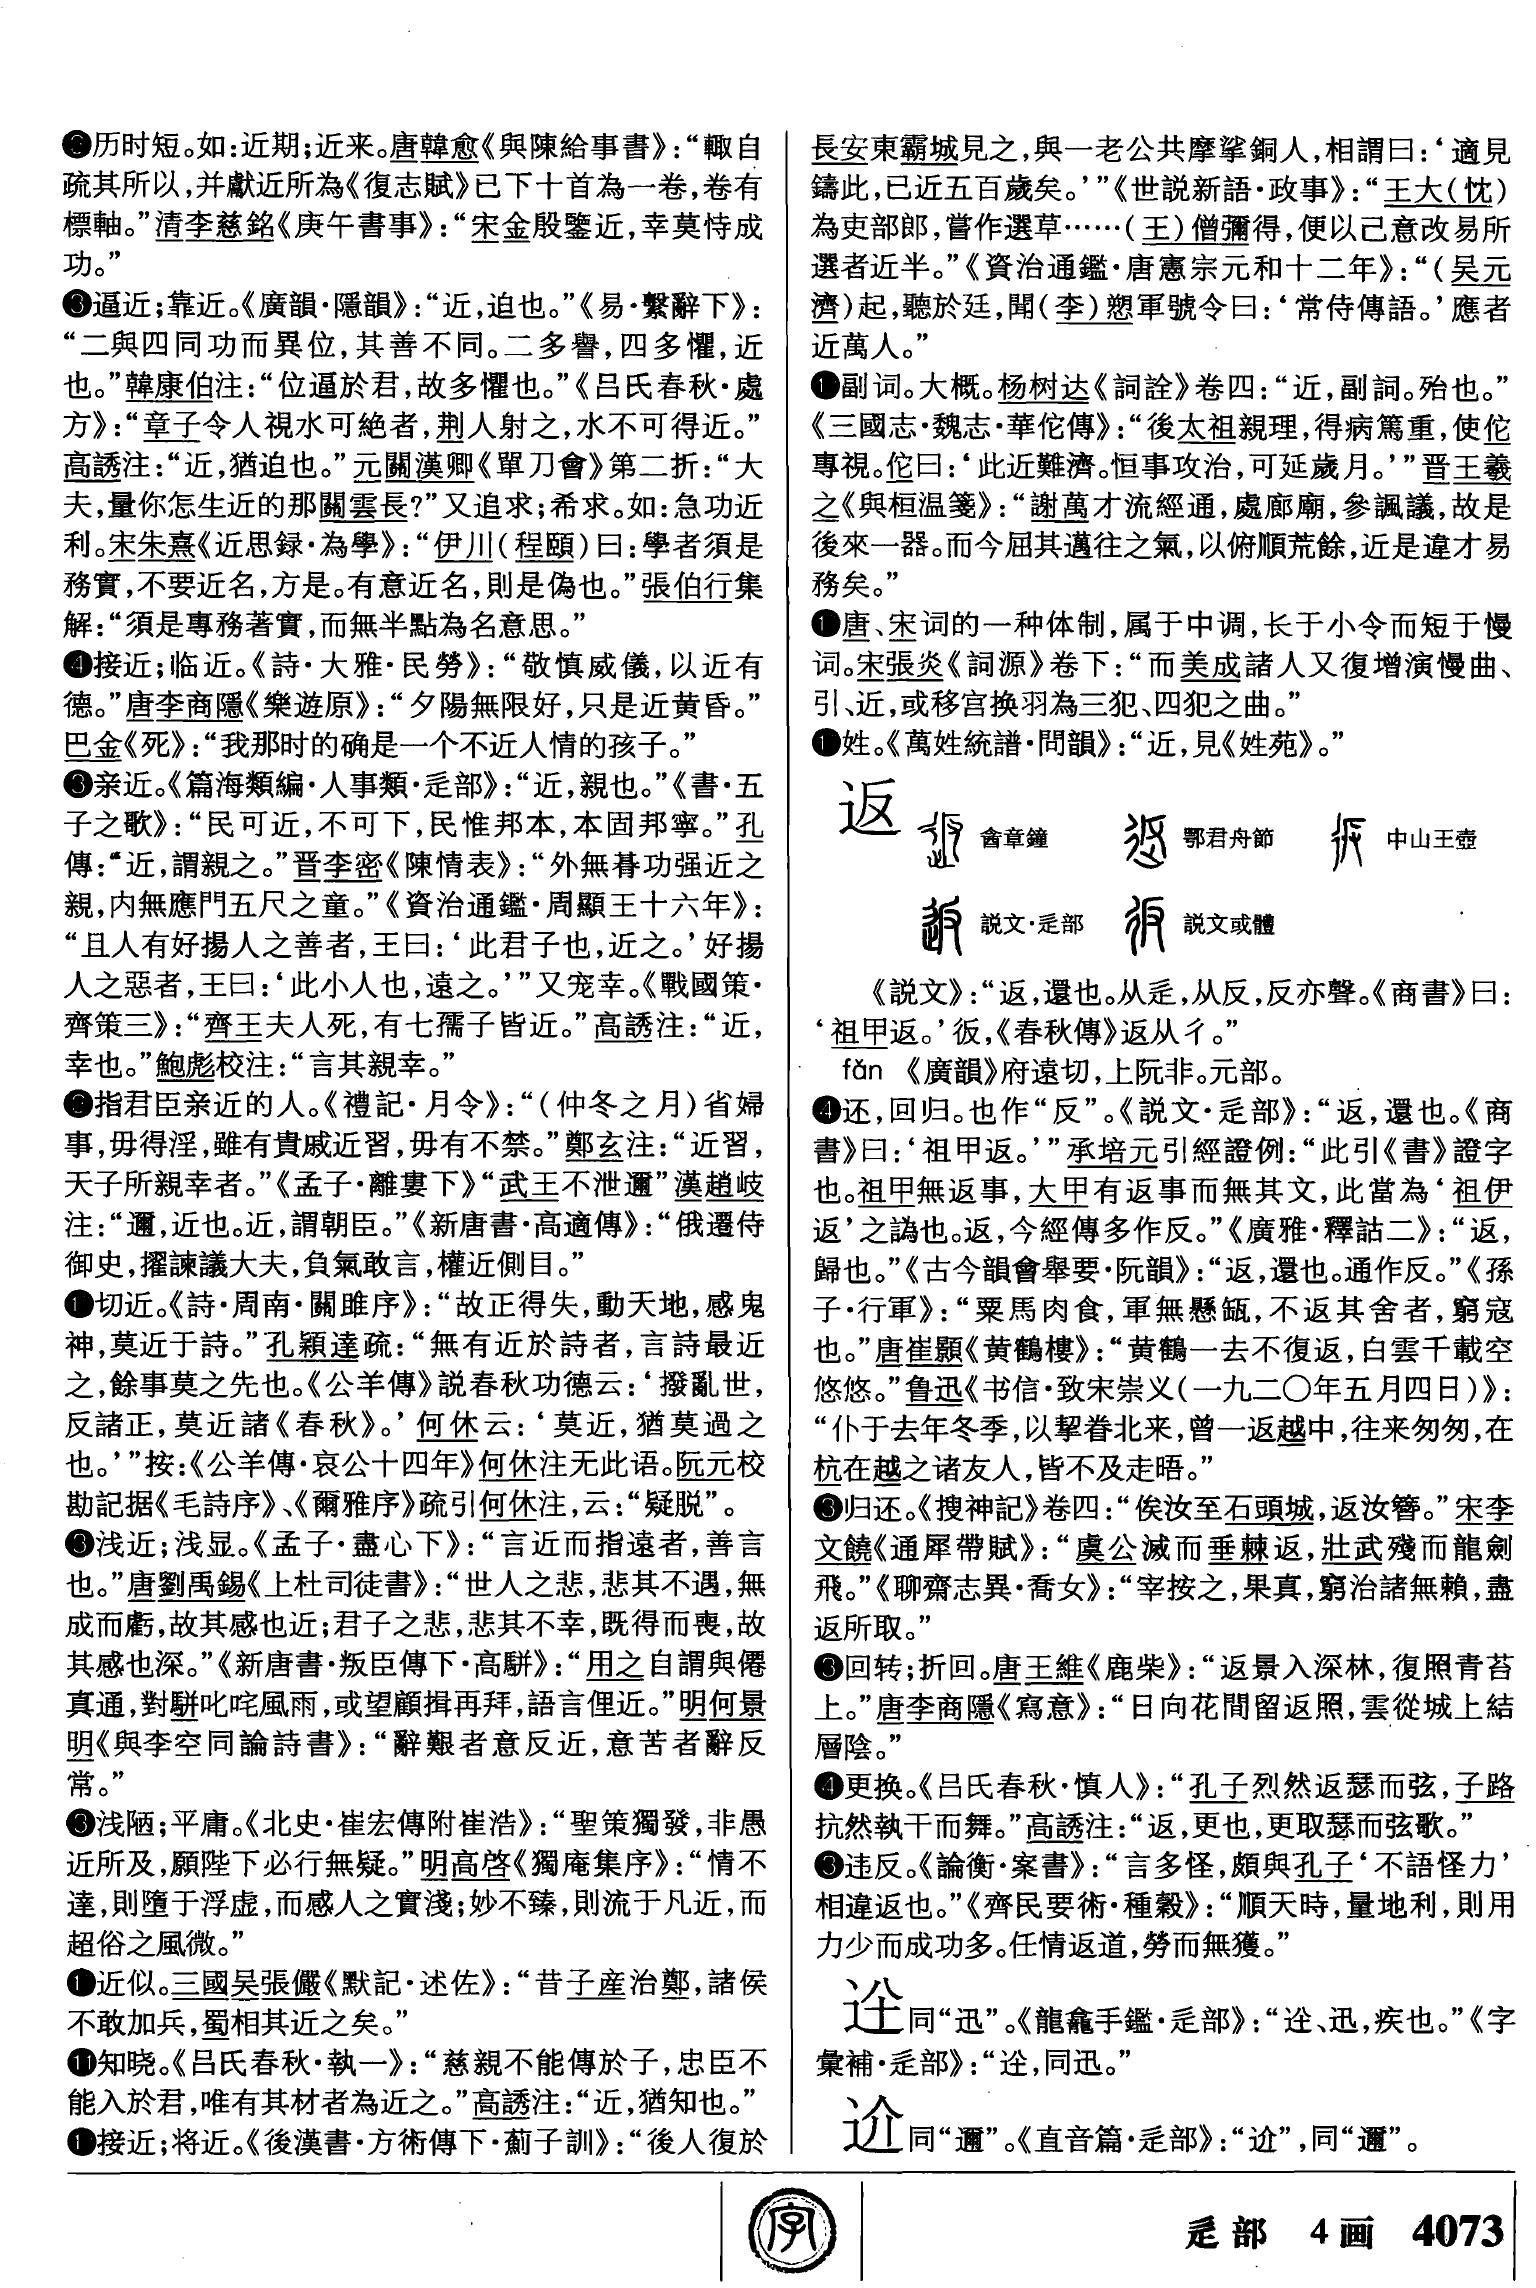 ❻历时短。如:近期;近来。唐韓愈《與陳給事書》:“輙自
疏其所以,并獻近所為《復志賦》已下十首為一卷,卷有
標軸。”清李慈銘《庚午書事》:“宋金殷鑒近,幸莫恃成
功。”
❸逼近;靠近。《廣韻·隱韻》:“近,迫也。”《易·繫辭下》:
“二與四同功而異位,其善不同。二多譽,四多懼,近
也。”韓康伯注:“位逼於君,故多懼也。”《吕氏春秋·處
方》:“章子令人視水可絶者,荆人射之,水不可得近。”
高誘注:“近,猶迫也。”元關漢卿《單刀會》第二折:“大
夫,量你怎生近的那關雲長?”又追求;希求。如:急功近
利。宋朱熹《近思録·為學》:“伊川(程頤)曰:學者須是
務實,不要近名,方是。有意近名,則是偽也。”張伯行集
解:“須是專務著實,而無半點為名意思。”
❹接近;临近。《詩·大雅·民勞》:“敬慎威儀,以近有
德。”唐李商隱《樂遊原》:“夕陽無限好,只是近黄昏。”
巴金《死》:“我那时的确是一个不近人情的孩子。”
❸亲近。《篇海類編·人事類·辵部》:“近,親也。”《書·五
子之歌》:“民可近,不可下,民惟邦本,本固邦寧。”孔
傳:“近,謂親之。”晋李密《陳情表》:“外無朞功强近之
親,内無應門五尺之童。”《資治通鑑·周顯王十六年》:
“且人有好揚人之善者,王曰:‘此君子也,近之。’好揚
人之惡者,王曰:‘此小人也,遠之。’”又宠幸。《戰國策·
齊策三》:“齊王夫人死,有七孺子皆近。”高誘注:“近,
幸也。”鮑彪校注:“言其親幸。”
❻指君臣亲近的人。《禮記·月令》:“(仲冬之月)省婦
事,毋得淫,雖有貴戚近習,毋有不禁。”鄭玄注:“近習,
天子所親幸者。”《孟子·離婁下》“武王不泄邇”漢趙岐
注:“邇,近也。近,謂朝臣。”《新唐書·高適傳》:“俄遷侍
御史,擢諫議大夫,負氣敢言,權近側目。”
❶切近。《詩·周南·關雎序》:“故正得失,動天地,感鬼
神,莫近于詩。”孔穎達疏:“無有近於詩者,言詩最近
之,餘事莫之先也。《公羊傳》説春秋功德云:‘撥亂世,
反諸正,莫近諸《春秋》。’何休云:‘莫近,猶莫過之
也。’”按:《公羊傳·哀公十四年》何休注无此语。阮元校
勘記据《毛詩序》、《爾雅序》疏引何休注,云:“疑脱”。
❸浅近;浅显。《孟子·盡心下》:“言近而指遠者,善言
也。”唐劉禹錫《上杜司徒書》:“世人之悲,悲其不遇,無
成而虧,故其感也近;君子之悲,悲其不幸,既得而喪,故
其感也深。”《新唐書·叛臣傳下·高駢》:“用之自謂與僊
真通,對駢叱咤風雨,或望顧揖再拜,語言俚近。”明何景
明《與李空同論詩書》:“辭艱者意反近,意苦者辭反
常。”
❸浅陋;平庸。《北史·崔宏傳附崔浩》:“聖策獨發,非愚
近所及,願陛下必行無疑。”明高啓《獨庵集序》:“情不
達,則墮于浮虚,而感人之實淺;妙不臻,則流于凡近,而
超俗之風微。”
❶近似。三國吴張儼《默記·述佐》:“昔子産治鄭,諸侯
不敢加兵,蜀相其近之矣。”
⓫知晓。《吕氏春秋·執一》:“慈親不能傳於子,忠臣不
能入於君,唯有其材者為近之。”高誘注:“近,猶知也。”
❶接近;将近。《後漢書·方術傳下·薊子訓》:“後人復於
長安東霸城見之,與一老公共摩挲銅人,相謂曰:‘適見
鑄此,已近五百歲矣。’”《世説新語·政事》:“王大(忱)
為吏部郎,嘗作選草……(王)僧彌得,便以己意改易所
選者近半。”《資治通鑑·唐憲宗元和十二年》:“(吴元
濟)起,聽於廷,聞(李)愬軍號令曰:‘常侍傳語。’應者
近萬人。”
❶副词。大概。杨树达《詞詮》卷四:“近,副詞。殆也。”
《三國志·魏志·華佗傳》:“後太祖親理,得病篤重,使佗
專視。佗曰:‘此近難濟。恒事攻治,可延歲月。’”晋王羲
之《與桓温箋》:“謝萬才流經通,處廊廟,參諷議,故是
後來一器。而今屈其邁往之氣,以俯順荒餘,近是違才易
務矣。”
❶唐、宋词的一种体制,属于中调,长于小令而短于慢
词。宋張炎《詞源》卷下:“而美成諸人又復增演慢曲、
引、近,或移宫换羽為三犯、四犯之曲。”
❶姓。《萬姓統譜·問韻》:“近,見《姓苑》。”
返 酓章鐘 鄂君舟節 中山王壺
説文·辵部 説文或體
《説文》:“返,還也。从辵,从反,反亦聲。《商書》曰:
‘祖甲返。’彶,《春秋傳》返从彳。”
fǎn 《廣韻》府遠切,上阮非。元部。
❹还,回归。也作“反”。《説文·辵部》:“返,還也。《商
書》曰:‘祖甲返。’”承培元引經證例:“此引《書》證字
也。祖甲無返事,大甲有返事而無其文,此當為‘祖伊
返’之譌也。返,今經傳多作反。”《廣雅·釋詁二》:“返,
歸也。”《古今韻會舉要·阮韻》:“返,還也。通作反。”《孫
子·行軍》:“粟馬肉食,軍無懸缻,不返其舍者,窮寇
也。”唐崔顥《黄鶴樓》:“黄鶴一去不復返,白雲千載空
悠悠。”鲁迅《书信·致宋崇义(一九二〇年五月四日)》:
“仆于去年冬季,以挈眷北来,曾一返越中,往来匆匆,在
杭在越之诸友人,皆不及走晤。”
❸归还。《搜神記》卷四:“俟汝至石頭城,返汝簪。”宋李
文饒《通犀帶賦》:“虞公滅而垂棘返,壯武殘而龍劍
飛。”《聊齋志異·喬女》:“宰按之,果真,窮治諸無賴,盡
返所取。”
❸回转;折回。唐王維《鹿柴》:“返景入深林,復照青苔
上。”唐李商隱《寫意》:“日向花間留返照,雲從城上結
層陰。”
❹更换。《吕氏春秋·慎人》:“孔子烈然返瑟而弦,子路
抗然執干而舞。”高誘注:“返,更也,更取瑟而弦歌。”
❸违反。《論衡·案書》:“言多怪,頗與孔子‘不語怪力’
相違返也。”《齊民要術·種穀》:“順天時,量地利,則用
力少而成功多。任情返道,勞而無獲。”
同“迅”。《龍龕手鑑·辵部》:“、迅,疾也。”《字
彙補·辵部》:“,同迅。”
同“邇”。《直音篇·辵部》:“”,同“邇”。
字
辵部 4画 4073